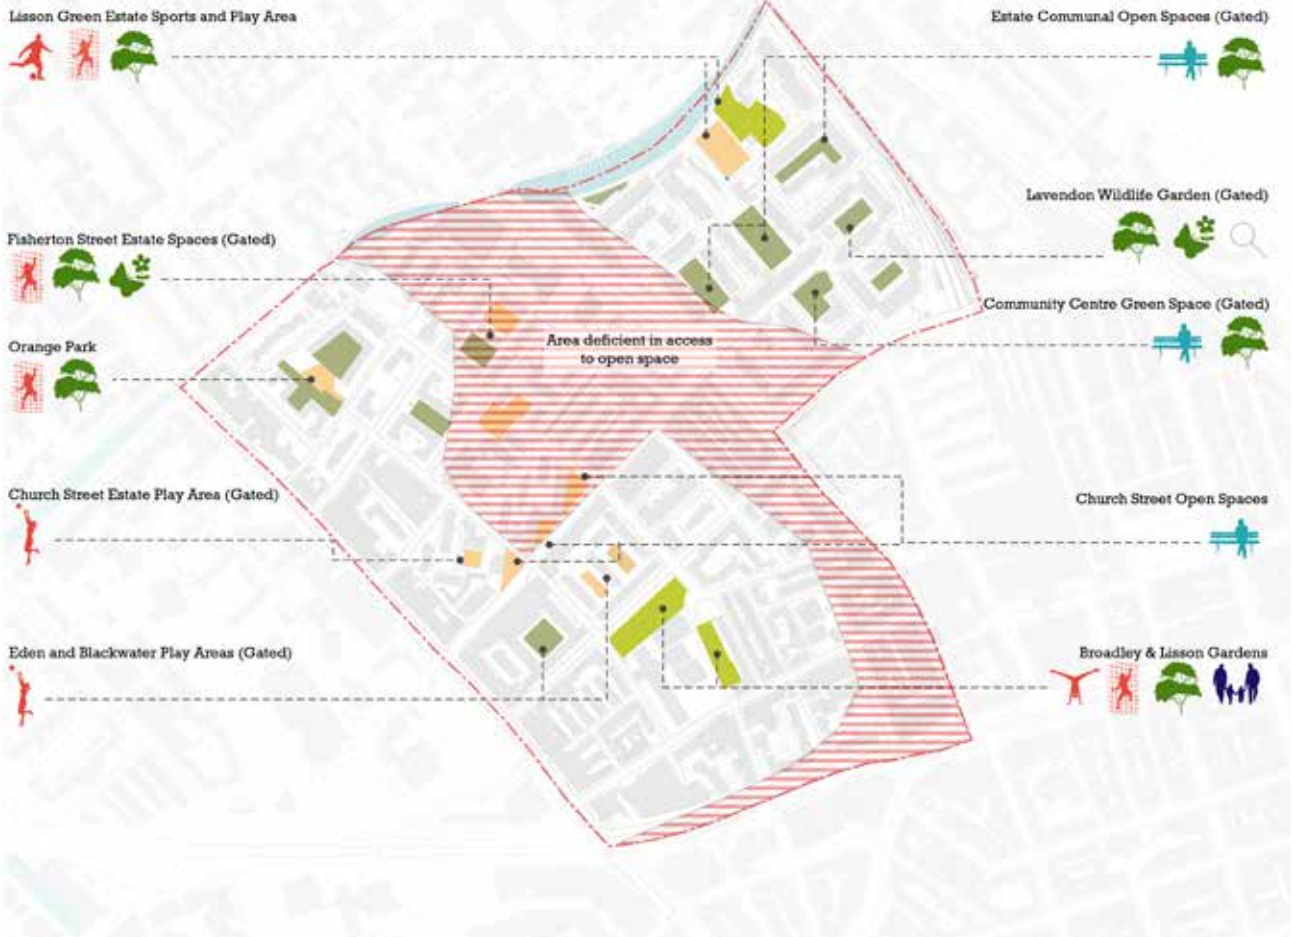 Lisson Green Estate Sports and Play Area
Estate Communal Open Spaces (Gated)
Lavendon Wildlife Garden (Gated)
Fisherton Street Estate Spaces (Gated)
Community Centre Green Space (Gated)
Area deficient in access
to open space
Orange Park
Church Street Estate Play Area (Gated)
Church Street Open Spaces
Eden and Blackwater Play Areas (Gated)
Broadley & Lisson Gardens